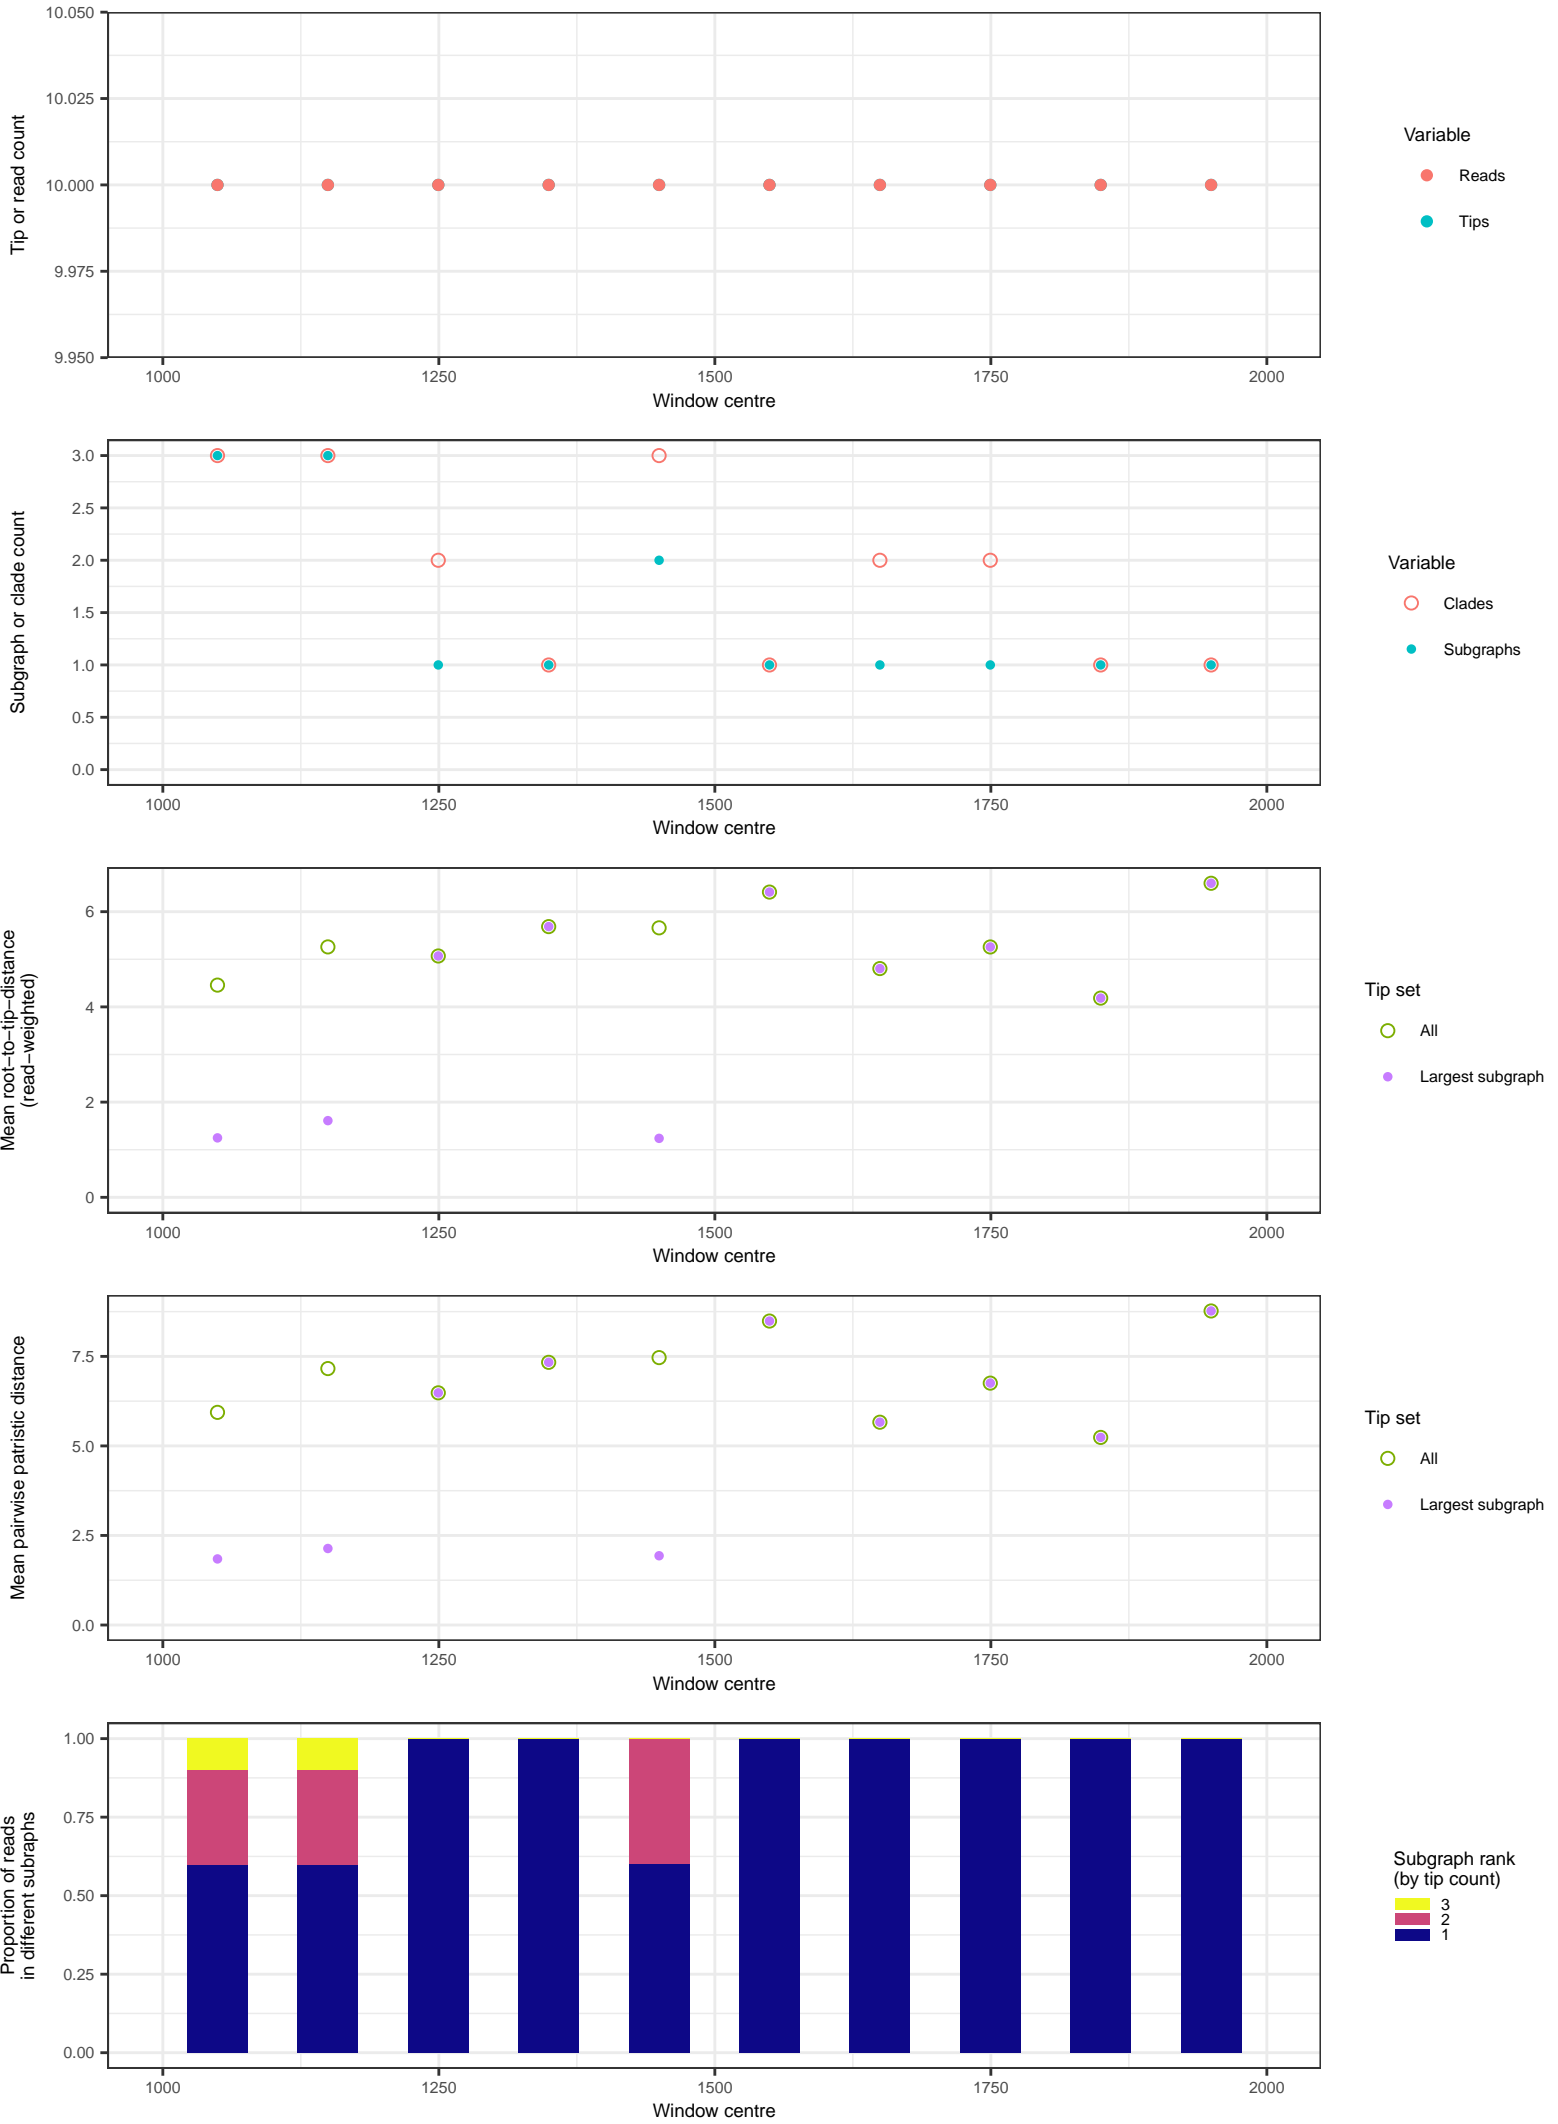 10.050
10.025
10.000
9.975
9.950
Tip or read count
1000 1250 1500 1750 2000
Window centre
Variable
Reads
Tips
3.0
2.5
2.0
1.5
1.0
0.5
0.0
Subgraph or clade count
1000 1250 1500 1750 2000
Window centre
Variable
Clades
Subgraphs
6
4
2
0
Mean root−to−tip−distance
(read−weighted)
1000 1250 1500 1750 2000
Window centre
Tip set
All
Largest subgraph
7.5
5.0
2.5
0.0
Mean pairwise patristic distance
1000 1250 1500 1750 2000
Window centre
Tip set
All
Largest subgraph
1.00
0.75
0.50
0.25
0.00
Proportion of reads
in different subraphs
1000 1250 1500 1750 2000
Window centre
Subgraph rank
(by tip count)
3
2
1